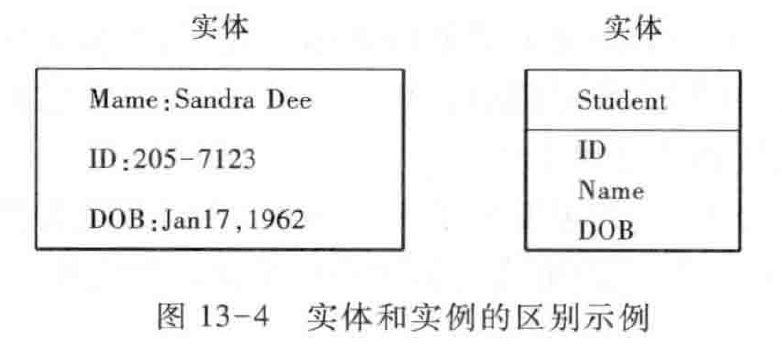 实体
Mame:Sandra Dee
ID:205-7123
DOB:Jan17,1962
实体
Student
ID
Name
DOB
图 13-4 实体和实例的区别示例